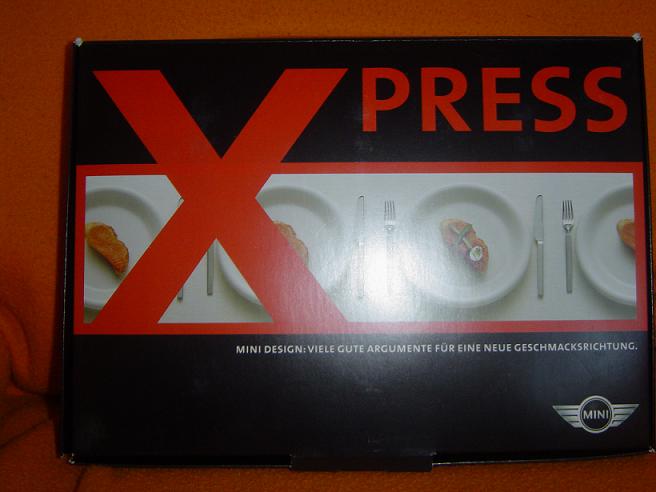 XPRESS
MINI DESIGN: VIELE GUTE ARGUMENTE FÜR EINE NEUE GESCHMACKSRICHTUNG.
MINI